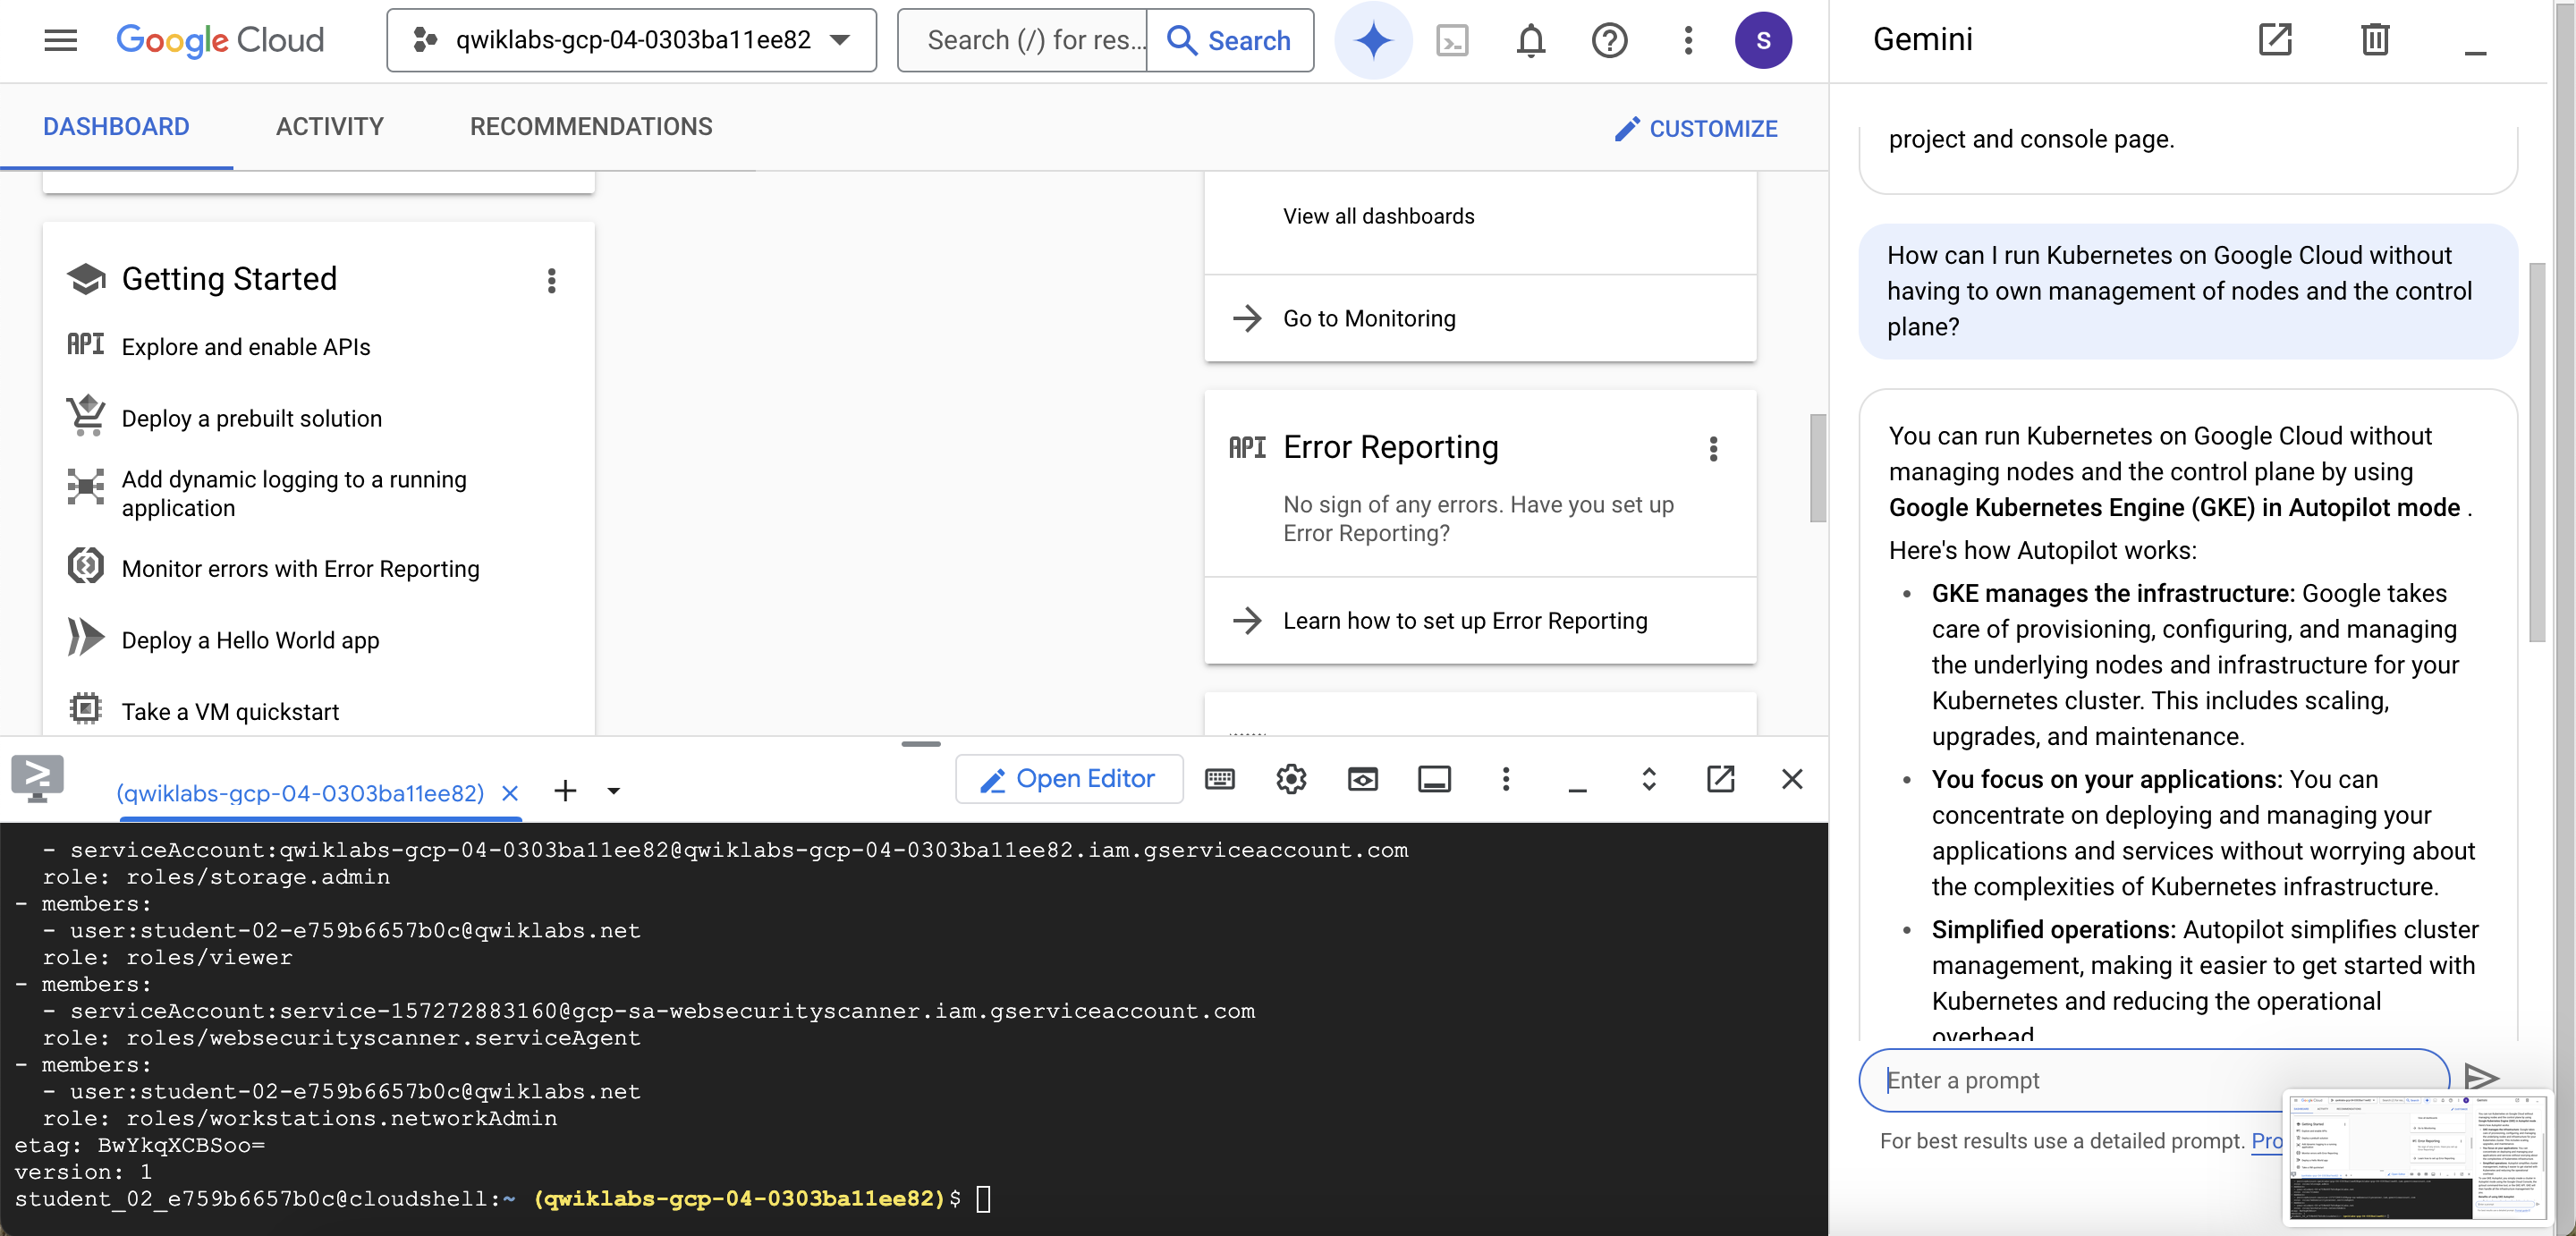 Google Cloud
qwiklabs-gcp-04-0303ba11ee82
Search (/) for res...
Search
S
DASHBOARD
ACTIVITY
RECOMMENDATIONS
CUSTOMIZE
Getting Started
API Explore and enable APIs
Deploy a prebuilt solution
Add dynamic logging to a running
application
Monitor errors with Error Reporting
Deploy a Hello World app
Take a VM quickstart
View all dashboards
Go to Monitoring
API Error Reporting
No sign of any errors. Have you set up
Error Reporting?
Learn how to set up Error Reporting
(qwiklabs-gcp-04-0303ba11ee82)
Open Editor
- serviceAccount:qwiklabs-gcp-04-0303ba11ee82@qwiklabs-gcp-04-0303ba11ee82.iam.gserviceaccount.com
role: roles/storage.admin
- members:
- user:student-02-e759b6657b0c@qwiklabs.net
role: roles/viewer
- members:
- serviceAccount:service-157272883160@gcp-sa-websecurityscanner.iam.gserviceaccount.com
role: roles/websecurityscanner.serviceAgent
- members:
- user:student-02-e759b6657b0c@qwiklabs.net
role: roles/workstations.networkAdmin
etag: BwYkqXCBSoo=
version: 1
student_02_e759b6657b0c@cloudshell:~ (qwiklabs-gcp-04-0303ba11ee82)$
Gemini
project and console page.
How can I run Kubernetes on Google Cloud without
having to own management of nodes and the control
plane?
You can run Kubernetes on Google Cloud without
managing nodes and the control plane by using
Google Kubernetes Engine (GKE) in Autopilot mode .
Here's how Autopilot works:
• GKE manages the infrastructure: Google takes
care of provisioning, configuring, and managing
the underlying nodes and infrastructure for your
Kubernetes cluster. This includes scaling,
upgrades, and maintenance.
• You focus on your applications: You can
concentrate on deploying and managing your
applications and services without worrying about
the complexities of Kubernetes infrastructure.
• Simplified operations: Autopilot simplifies cluster
management, making it easier to get started with
Kubernetes and reducing the operational
overhead
Enter a prompt
For best results use a detailed prompt. Pro